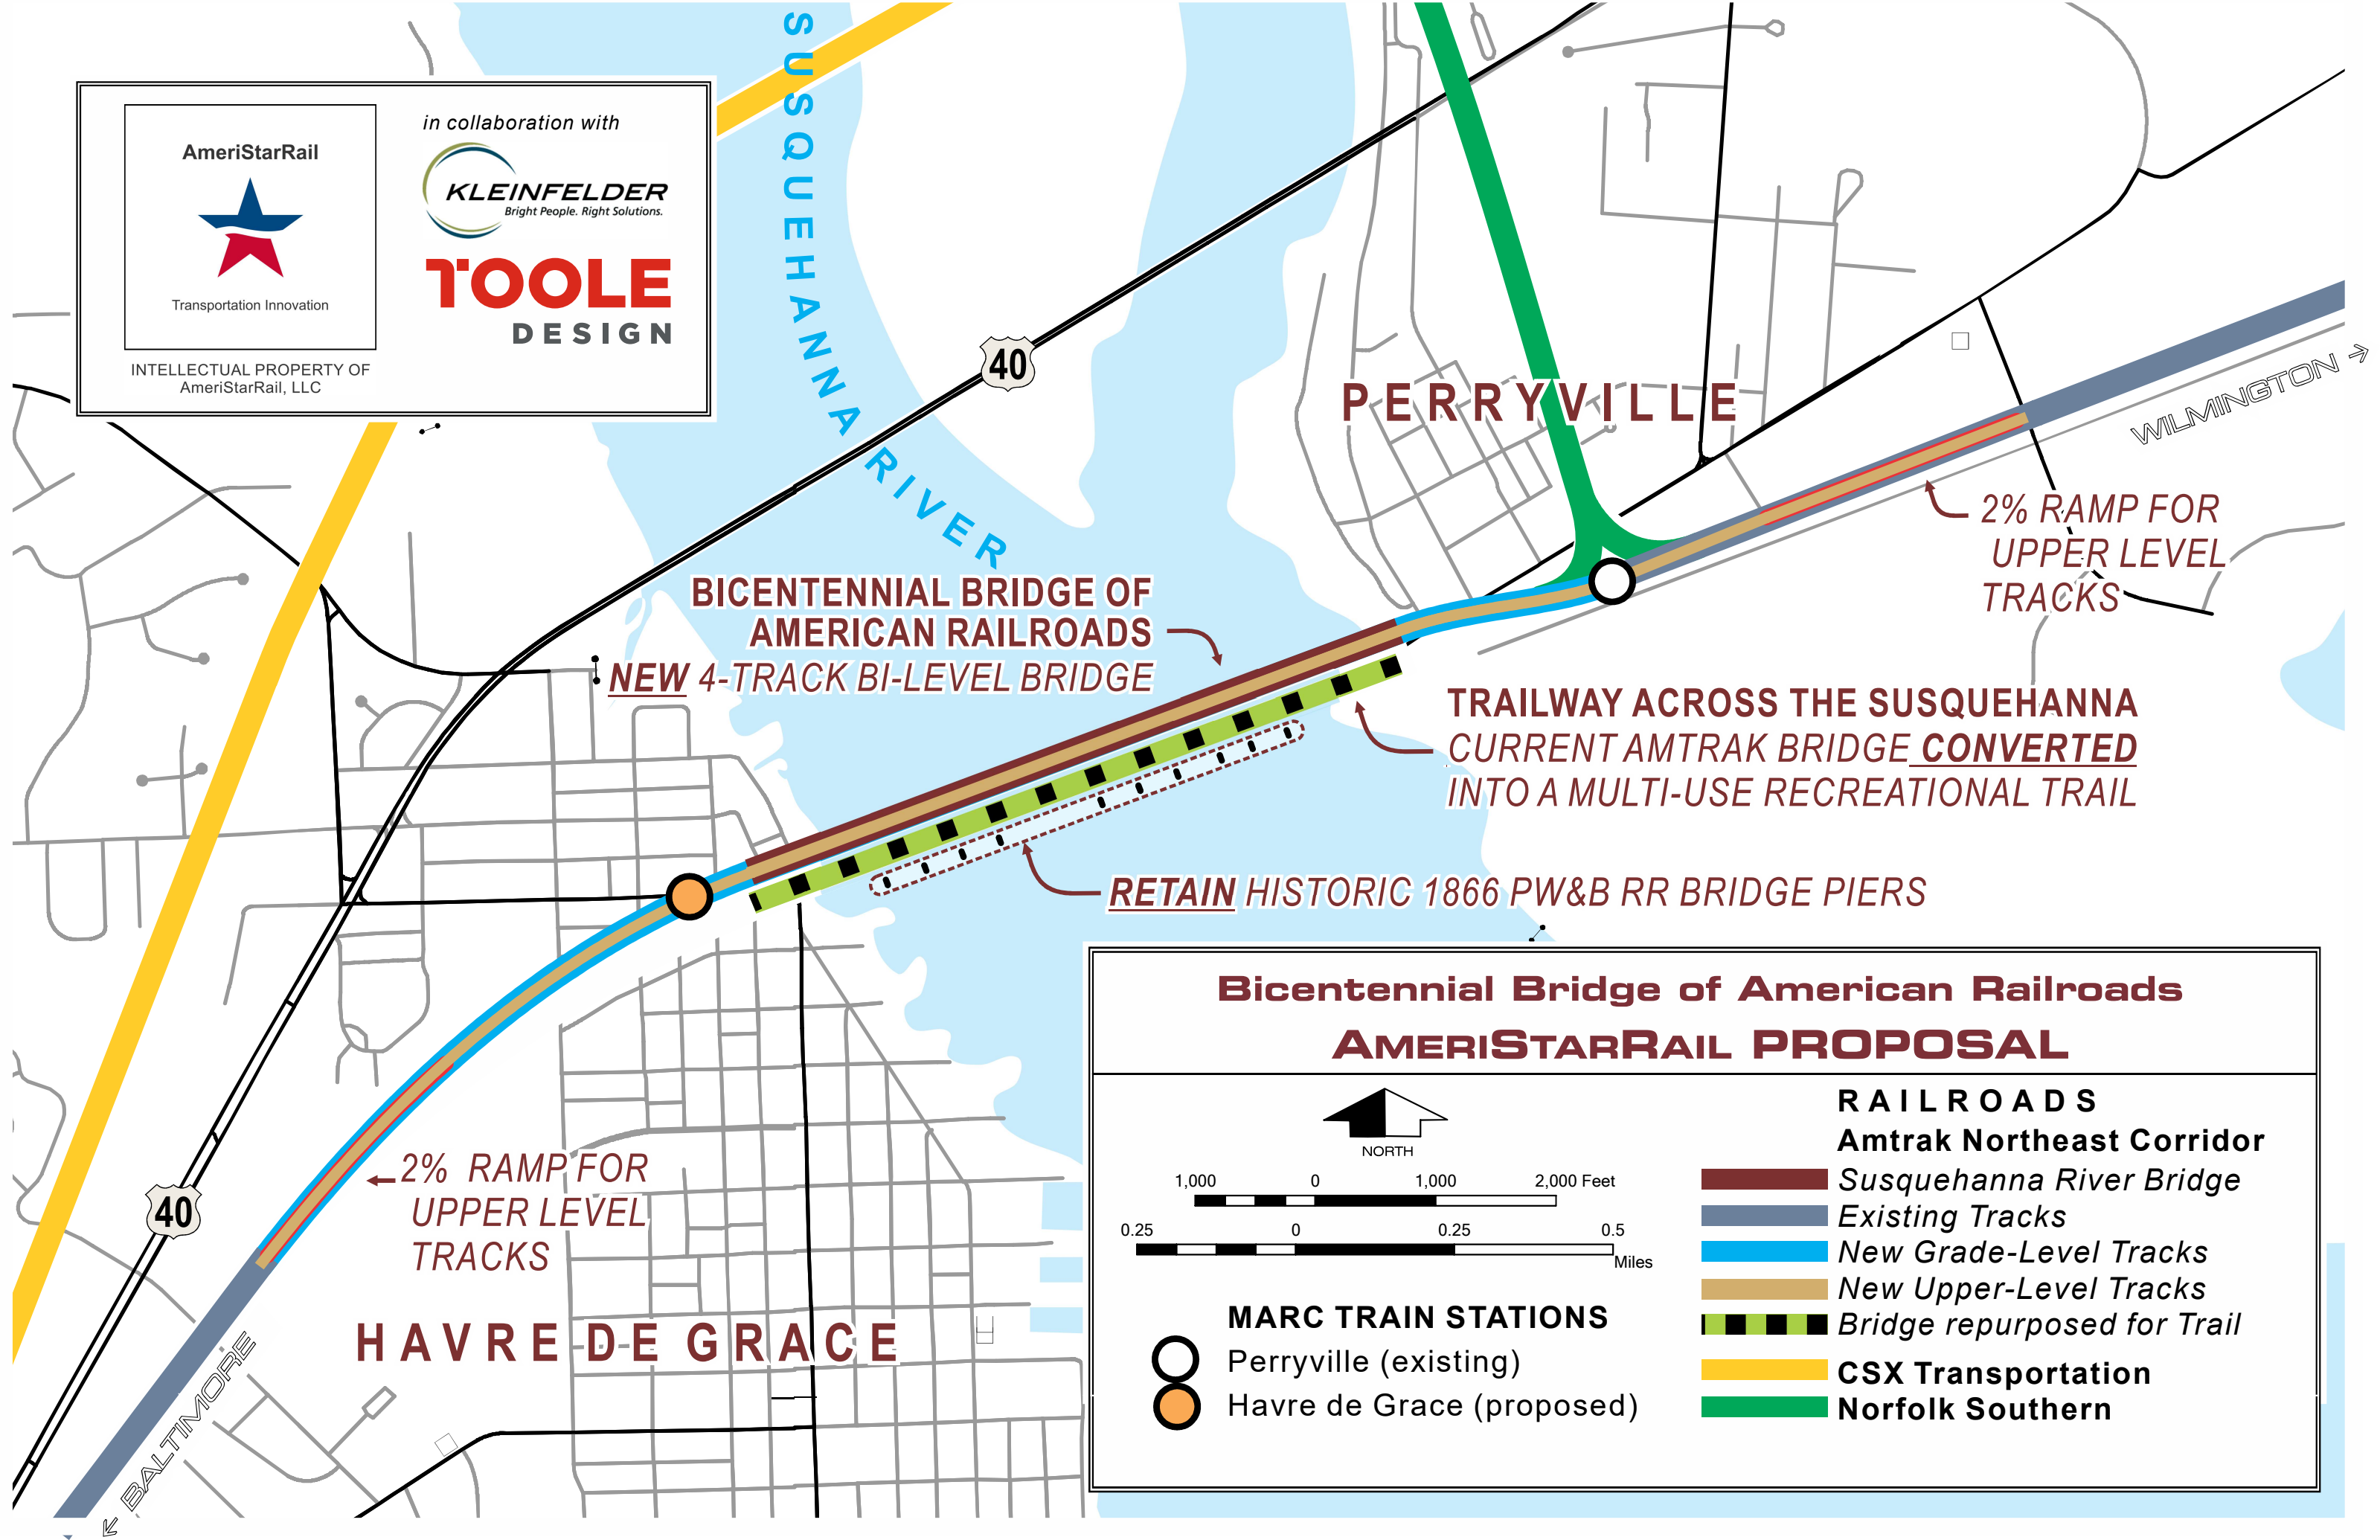 AmeriStarRail
Transportation Innovation
INTELLECTUAL PROPERTY OF
AmeriStarRail, LLC
in collaboration with
KLEINFELDER
Bright People. Right Solutions.
TOOLE
DESIGN
SUSQUEHANNA RIVER
40
PERRYVILLE
WILMINGTON
2% RAMP FOR
UPPER LEVEL
TRACKS
BICENTENNIAL BRIDGE OF
AMERICAN RAILROADS
NEW 4-TRACK BI-LEVEL BRIDGE
TRAILWAY ACROSS THE SUSQUEHANNA
CURRENT AMTRAK BRIDGE CONVERTED
INTO A MULTI-USE RECREATIONAL TRAIL
RETAIN HISTORIC 1866 PW&B RR BRIDGE PIERS
2% RAMP FOR
UPPER LEVEL
TRACKS
40
HAVRE DE GRACE
BALTIMORE
Bicentennial Bridge of American Railroads
AMERISTARRAIL PROPOSAL
NORTH
1,000 0 1,000 2,000 Feet
0.25 0 0.25 0.5
Miles
MARC TRAIN STATIONS
Perryville (existing)
Havre de Grace (proposed)
RAILROADS
Amtrak Northeast Corridor
Susquehanna River Bridge
Existing Tracks
New Grade-Level Tracks
New Upper-Level Tracks
Bridge repurposed for Trail
CSX Transportation
Norfolk Southern